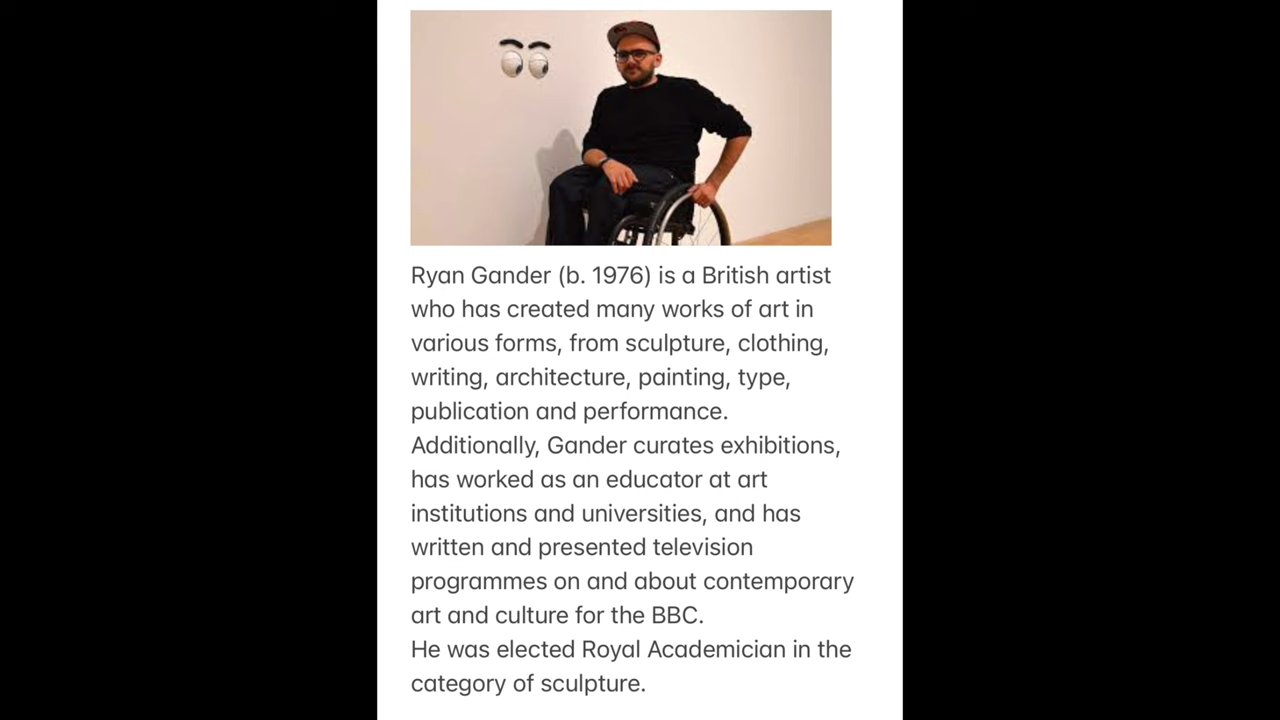 Ryan Gander (b. 1976) is a British artist
who has created many works of art in
various forms, from sculpture, clothing,
writing, architecture, painting, type,
publication and performance.
Additionally, Gander curates exhibitions,
has worked as an educator at art
institutions and universities, and has
written and presented television
programmes on and about contemporary
art and culture for the BBC.
He was elected Royal Academician in the
category of sculpture.